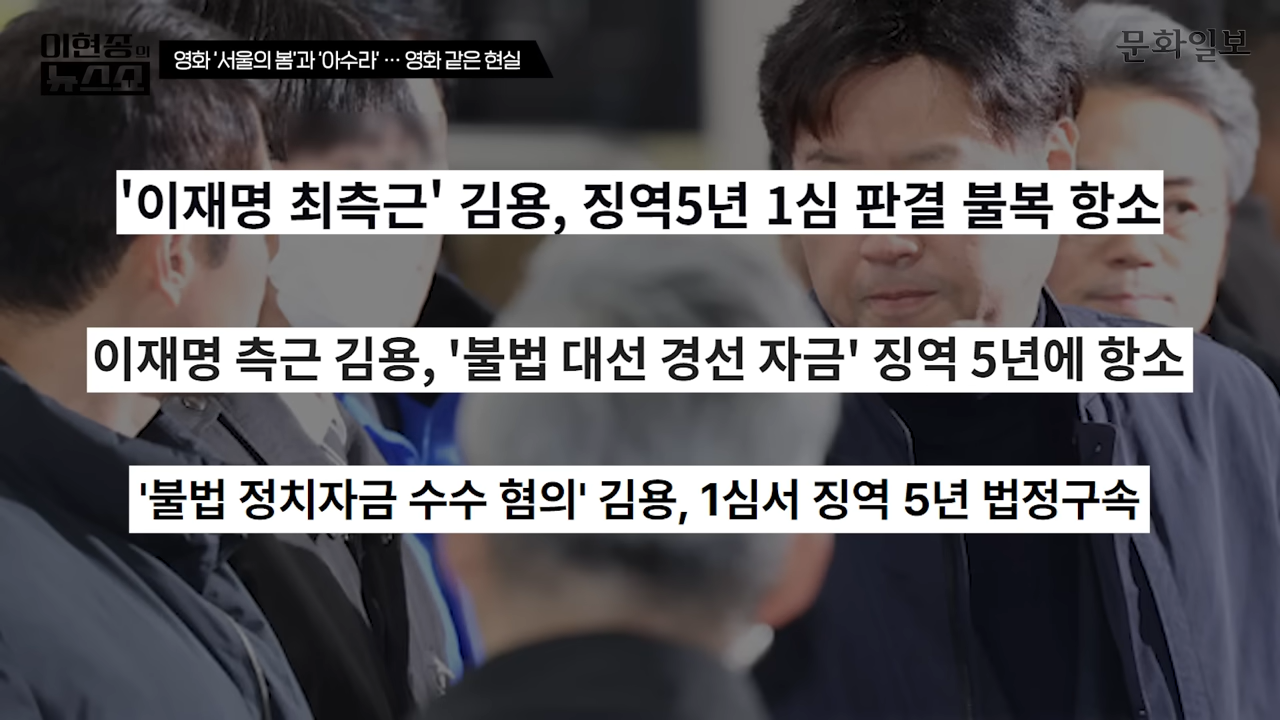 이현종의
뉴스쇼
영화 '서울의 봄'과 '아수라' … 영화 같은 현실
문화일보
'이재명 최측근' 김용, 징역5년 1심 판결 불복 항소
이재명 측근 김용, '불법 대선 경선 자금' 징역 5년에 항소
'불법 정치자금 수수 혐의' 김용, 1심서 징역 5년 법정구속